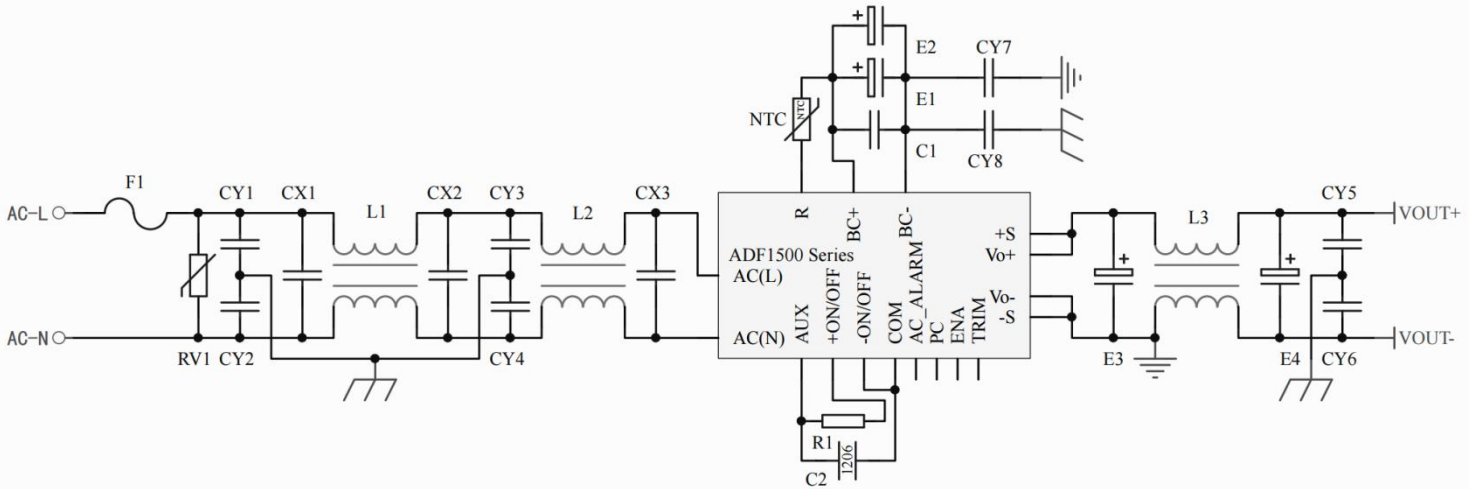 E2
CY7
E1
NTC
NTC
C1
CY8
F1
CY1
CX1
L1
CX2
CY3
L2
CX3
L3
CY5
AC-L
VOUT+
R
BC+
BC-
+S
ADF1500 Series
Vo+
AC(L)
Vo-
-S
AC-N
AC(N)
VOUT-
AUX
+ON/OFF
-ON/OFF
COM
AC_ALARM
PC
ENA
TRIM
RV1
CY2
CY4
E3
E4
CY6
R1
C2
1206